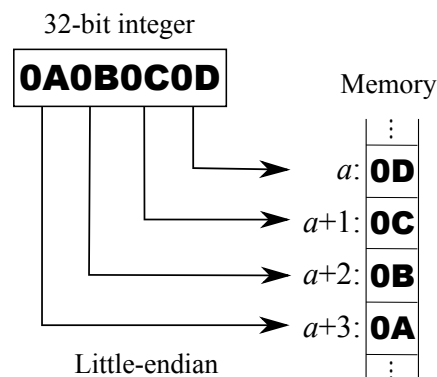 32-bit integer
0A0B0C0D
Memory
⋮
a: 0D
a+1: 0C
a+2: 0B
a+3: 0A
⋮
Little-endian